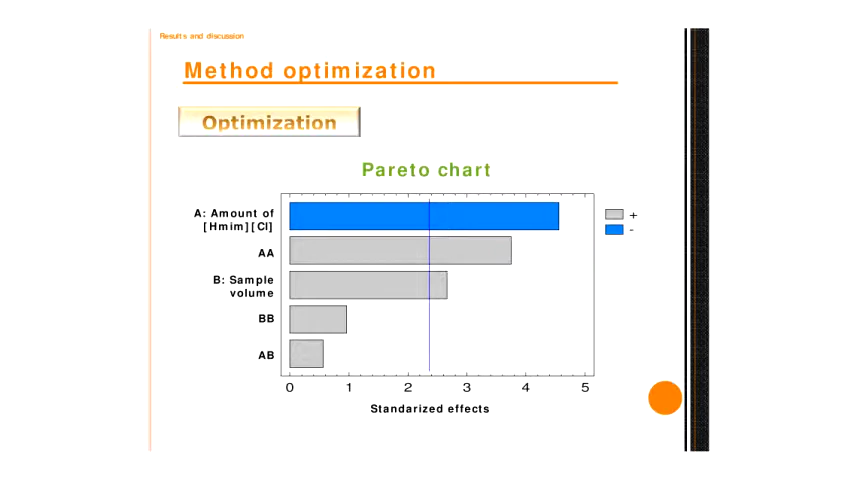 Results and discussion
Method optimization
Optimization
Pareto chart
A: Amount of
[Hmim][Cl]
AA
B: Sample
volume
BB
AB
+
-
0 1 2 3 4 5
Standarized effects